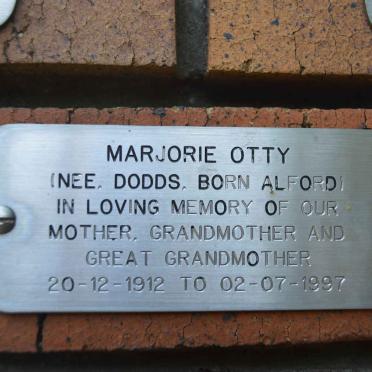 MARJORIE OTTY
(NEE. DODDS. BORN ALFORD)
IN LOVING MEMORY OF OUR
MOTHER, GRANDMOTHER AND
GREAT GRANDMOTHER
20-12-1912 TO 02-07-1997